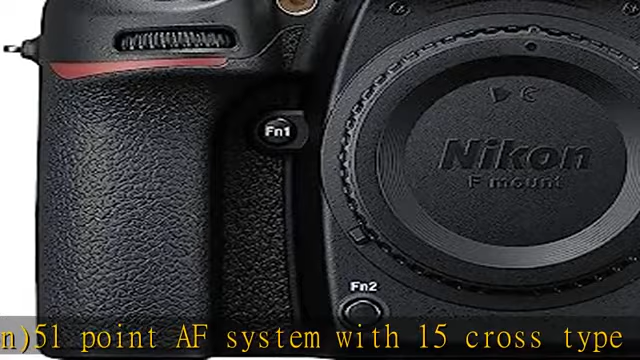 Fn1
Nikon
F mount
Fn2
n)51 point AF system with 15 cross type